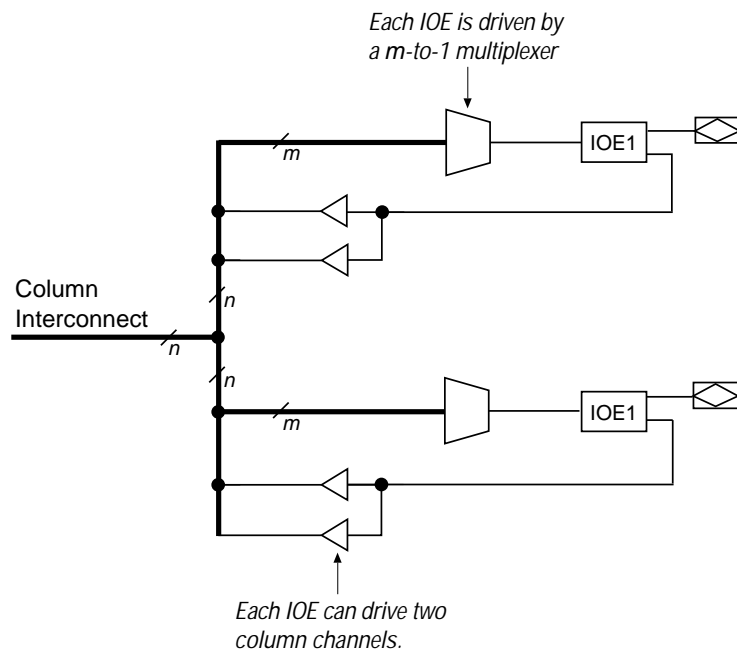 Each IOE is driven by
a m-to-1 multiplexer
m
IOE1
n
Column
Interconnect
n
n
m
IOE1
Each IOE can drive two
column channels.